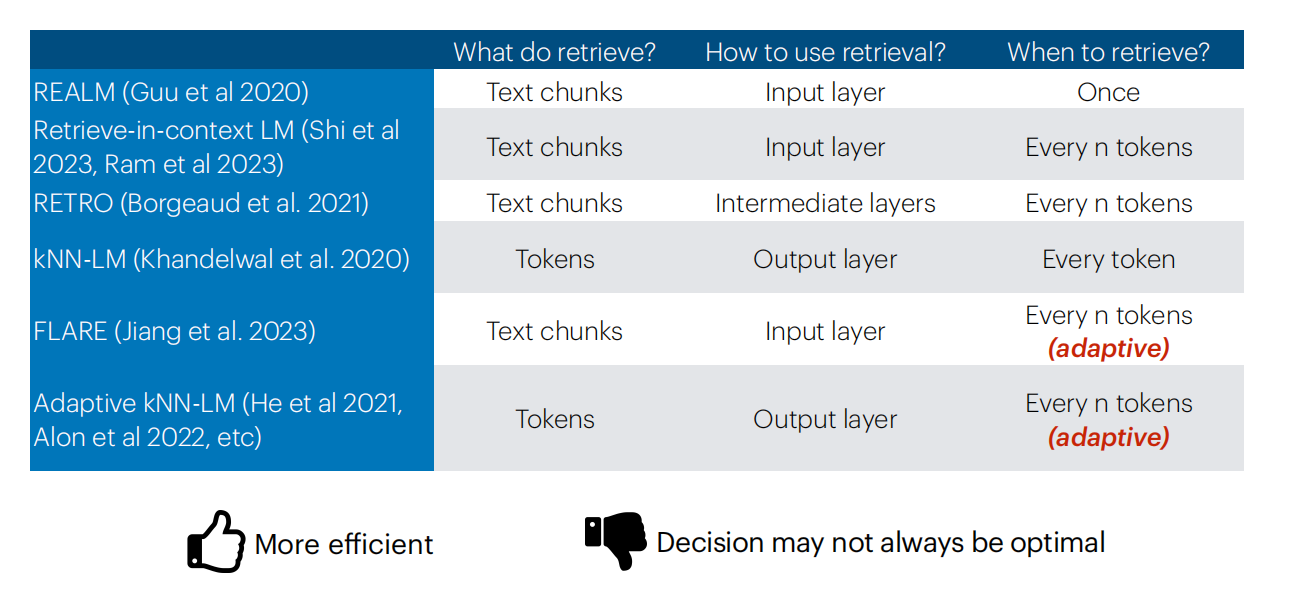 What do retrieve? How to use retrieval? When to retrieve?
REALM (Guu et al 2020) Text chunks Input layer Once
Retrieve-in-context LM (Shi et al
2023, Ram et al 2023) Text chunks Input layer Every n tokens
RETRO (Borgeaud et al. 2021) Text chunks Intermediate layers Every n tokens
kNN-LM (Khandelwal et al. 2020) Tokens Output layer Every token
FLARE (Jiang et al. 2023) Text chunks Input layer Every n tokens
(adaptive)
Adaptive kNN-LM (He et al 2021,
Alon et al 2022, etc) Tokens Output layer Every n tokens
(adaptive)
More efficient Decision may not always be optimal